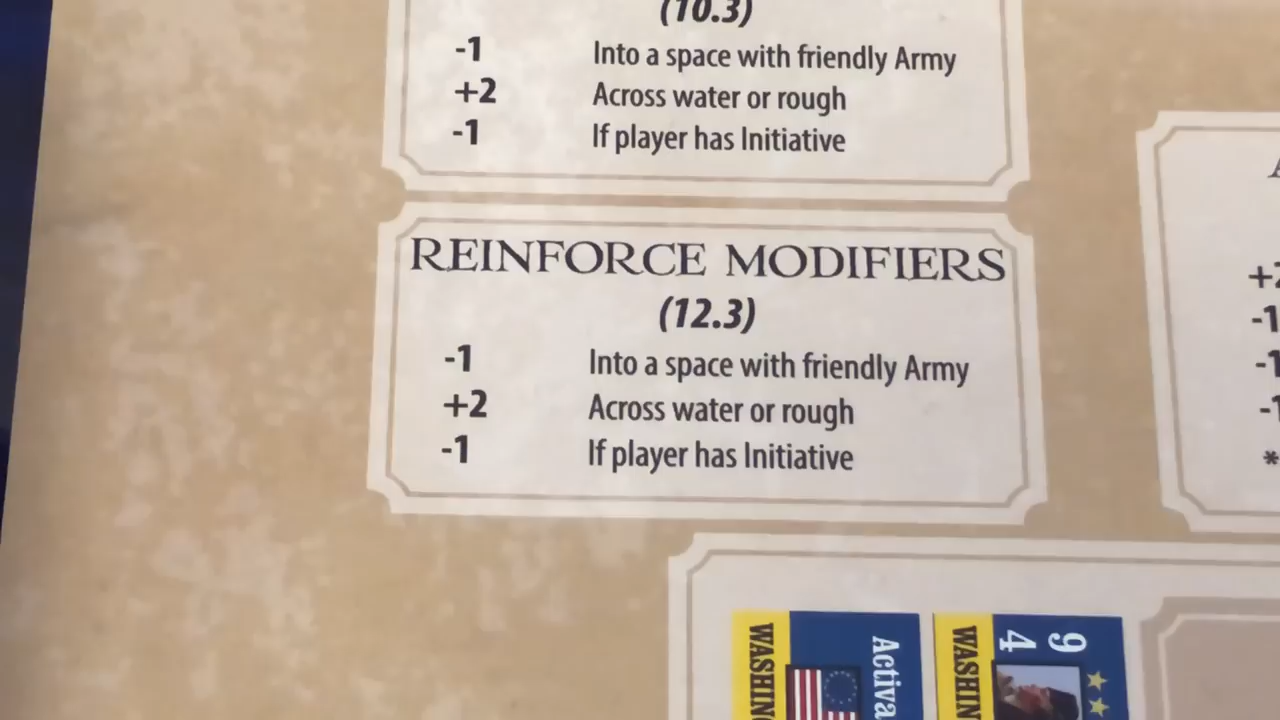 (10.3)
-1 Into a space with friendly Army
+2 Across water or rough
-1 If player has Initiative
REINFORCE MODIFIERS
(12.3)
-1 Into a space with friendly Army
+2 Across water or rough
-1 If player has Initiative
-1
-1
*
9
4